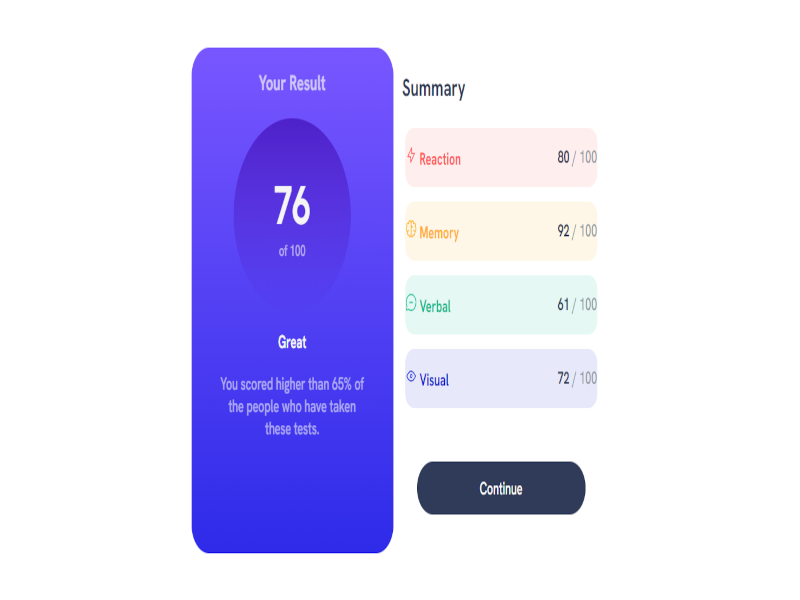 Your Result
76
of 100
Great
You scored higher than 65% of
the people who have taken
these tests.
Summary
Reaction 80 / 100
Memory 92 / 100
Verbal 61 / 100
Visual 72 / 100
Continue